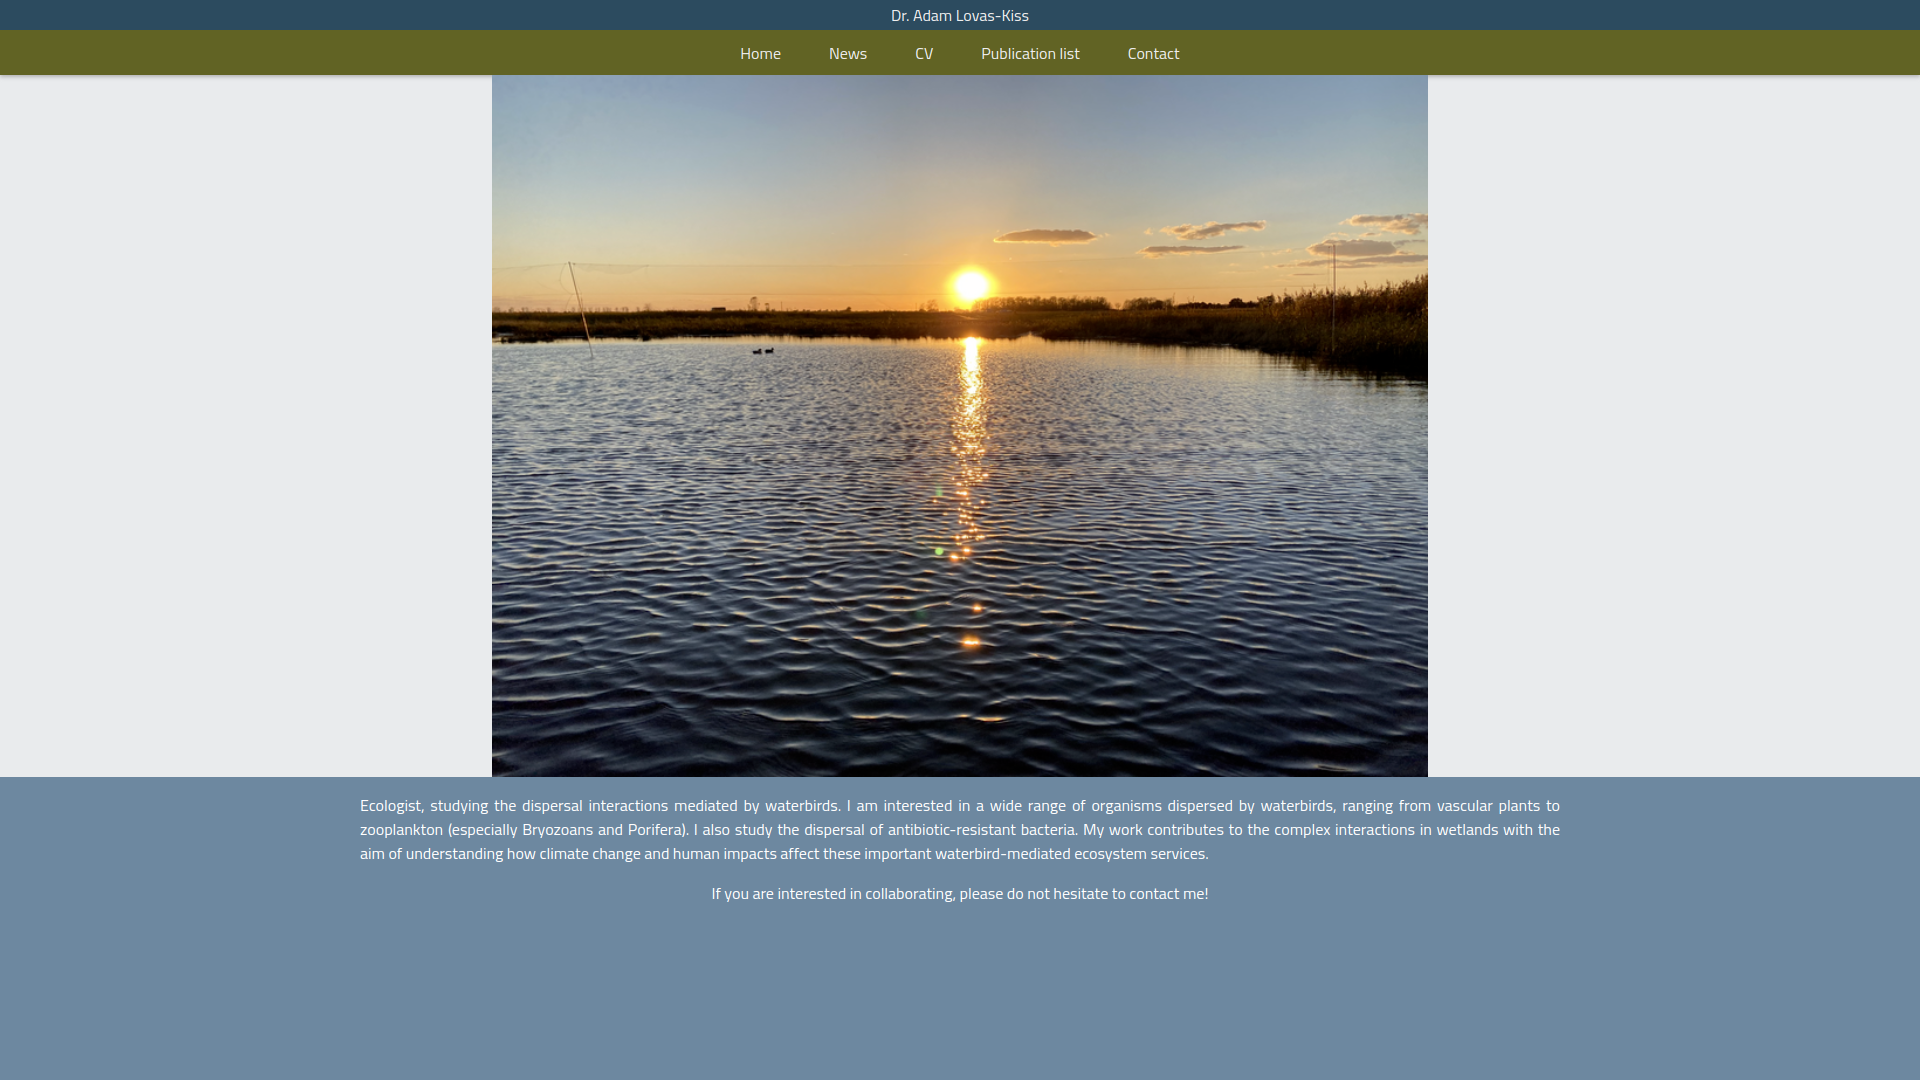 Dr. Adam Lovas-Kiss
Home News CV Publication list Contact
Ecologist, studying the dispersal interactions mediated by waterbirds. I am interested in a wide range of organisms dispersed by waterbirds, ranging from vascular plants to
zooplankton (especially Bryozoans and Porifera). I also study the dispersal of antibiotic-resistant bacteria. My work contributes to the complex interactions in wetlands with the
aim of understanding how climate change and human impacts affect these important waterbird-mediated ecosystem services.
If you are interested in collaborating, please do not hesitate to contact me!